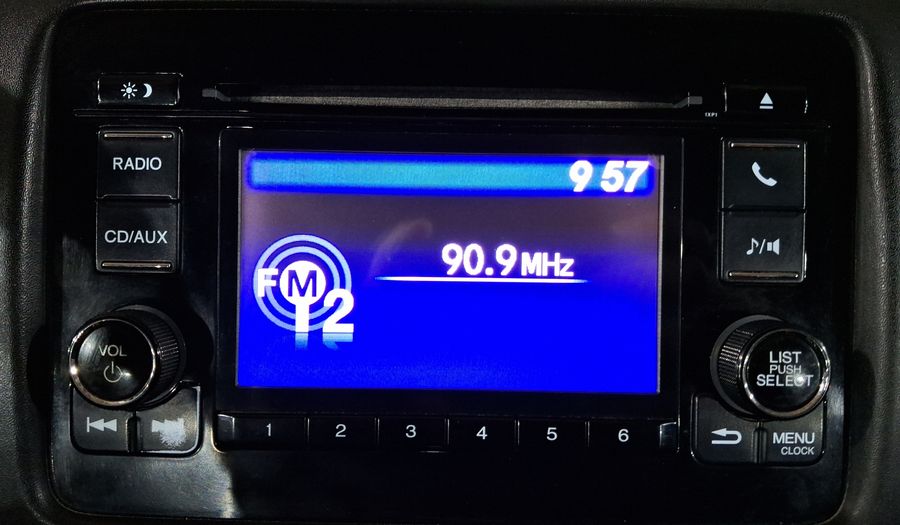 1XP1
RADIO
CD/AUX
9 57
90.9 MHz
FM
2
VOL
LIST
PUSH
SELECT
1 2 3 4 5 6
MENU
CLOCK